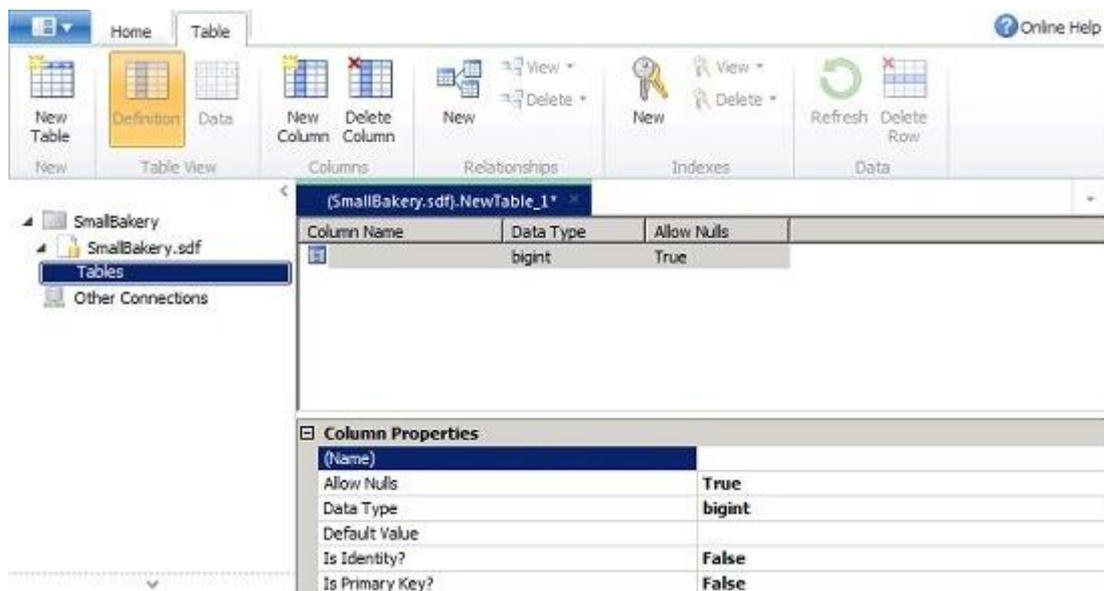 Home Table Online Help
New Table Definition Data New Column Delete Column New View Delete New View Delete Refresh Delete Row
New Table View Columns Relationships Indexes Data
SmallBakery
SmallBakery.sdf
Tables
Other Connections
(SmallBakery.sdf).NewTable_1*
Column Name Data Type Allow Nulls
bigint True
Column Properties
(Name)
Allow Nulls True
Data Type bigint
Default Value
Is Identity? False
Is Primary Key? False